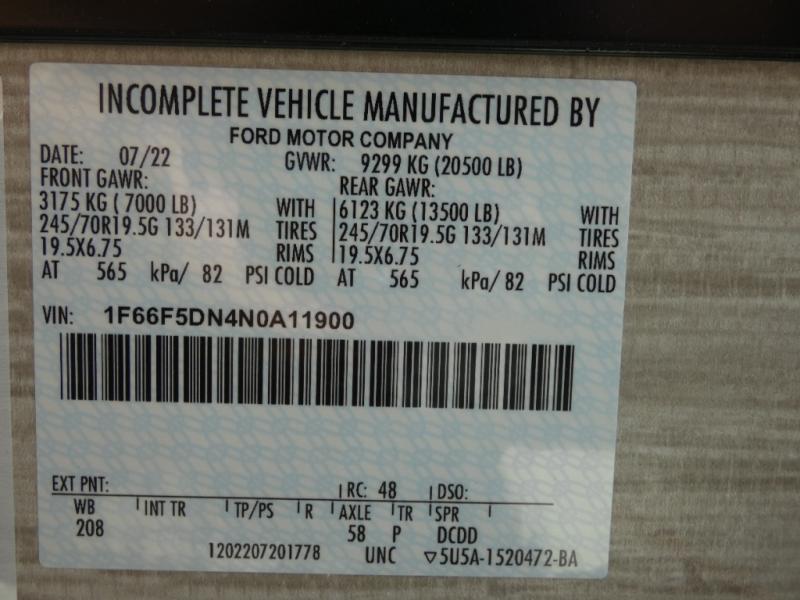 INCOMPLETE VEHICLE MANUFACTURED BY
FORD MOTOR COMPANY
DATE: 07/22 GVWR: 9299 KG (20500 LB)
FRONT GAWR: REAR GAWR:
3175 KG ( 7000 LB) WITH 6123 KG (13500 LB) WITH
245/70R19.5G 133/131M TIRES 245/70R19.5G 133/131M TIRES
19.5X6.75 RIMS 19.5X6.75 RIMS
AT 565 kPa/ 82 PSI COLD AT 565 kPa/ 82 PSI COLD
VIN: 1F66F5DN4N0A11900
EXT PNT: RC: 48 DSO:
WB INT TR TP/PS R AXLE TR SPR
208 58 P DCDD
1202207201778 UNC ▽5U5A-1520472-BA